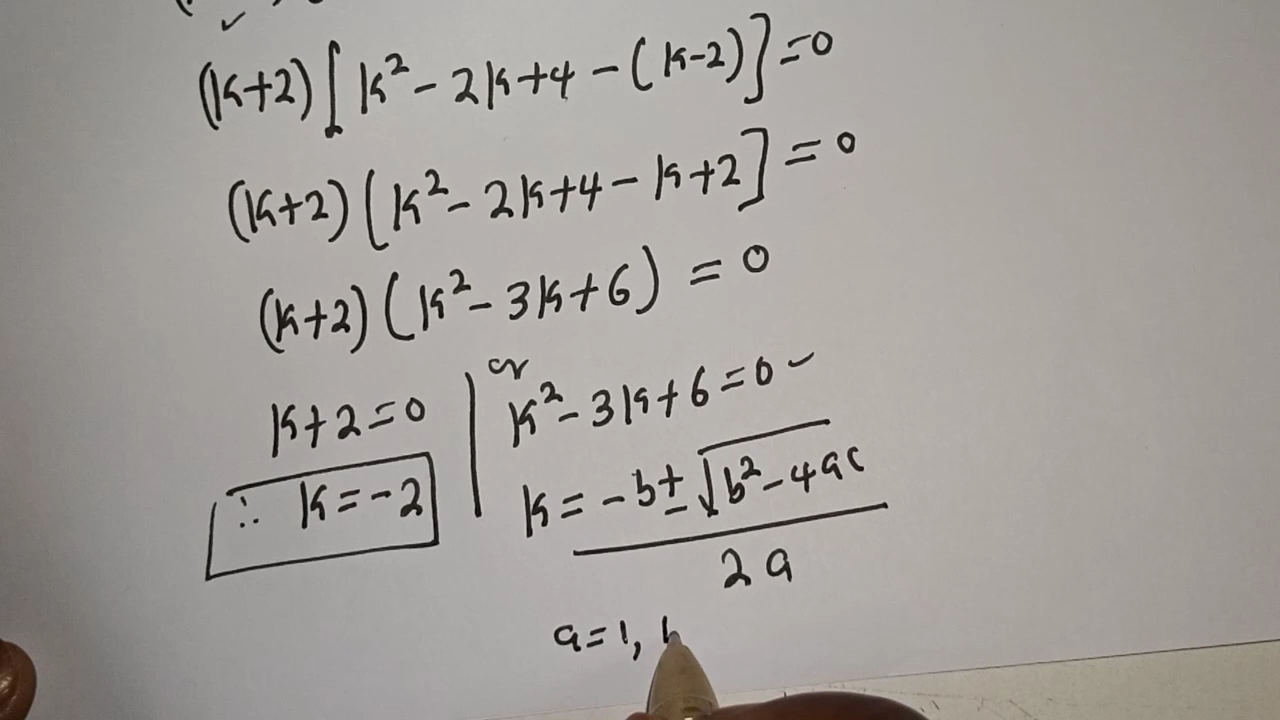 (k+2)[k²-2k+4-(k-2)]=0
(k+2)(k²-2k+4-k+2]=0
(k+2)(k²-3k+6)=0
k+2=0
∴ k=-2
or
k²-3k+6=0
k=-b±√b²-4ac
2a
a=1, b